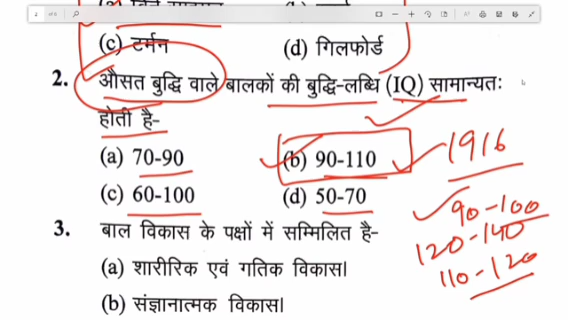 (c) टर्मन (d) गिलफोर्ड
2. औसत बुद्धि वाले बालकों की बुद्धि-लब्धि (IQ) सामान्यतः
होती है-
(a) 70-90 (b) 90-110
1916
(c) 60-100 (d) 50-70
90-100
120-140
110-120
3. बाल विकास के पक्षों में सम्मिलित है-
(a) शारीरिक एवं गतिक विकास।
(b) संज्ञानात्मक विकास।